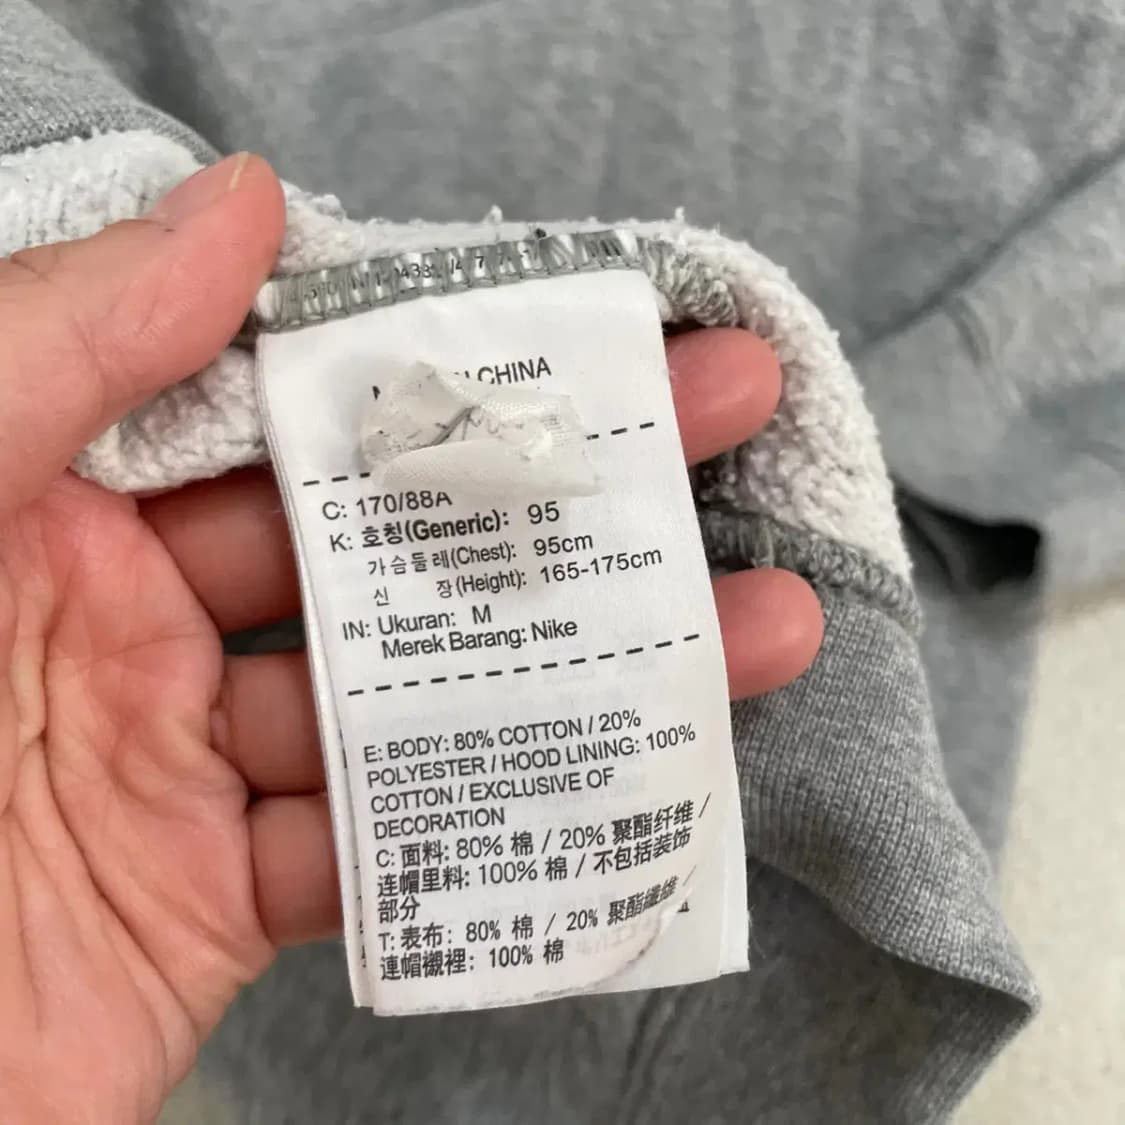 CHINA
C: 170/88A
K: 호칭(Generic): 95
가슴둘레(Chest): 95cm
신 장(Height): 165-175cm
IN: Ukuran: M
Merek Barang: Nike
E: BODY: 80% COTTON / 20%
POLYESTER / HOOD LINING: 100%
COTTON / EXCLUSIVE OF
DECORATION
C: 面料: 80% 棉 / 20% 聚酯纤维 /
连帽里料: 100% 棉 / 不包括装饰
部分
T: 表布: 80% 棉 / 20% 聚酯纖維 /
連帽襯裡: 100% 棉